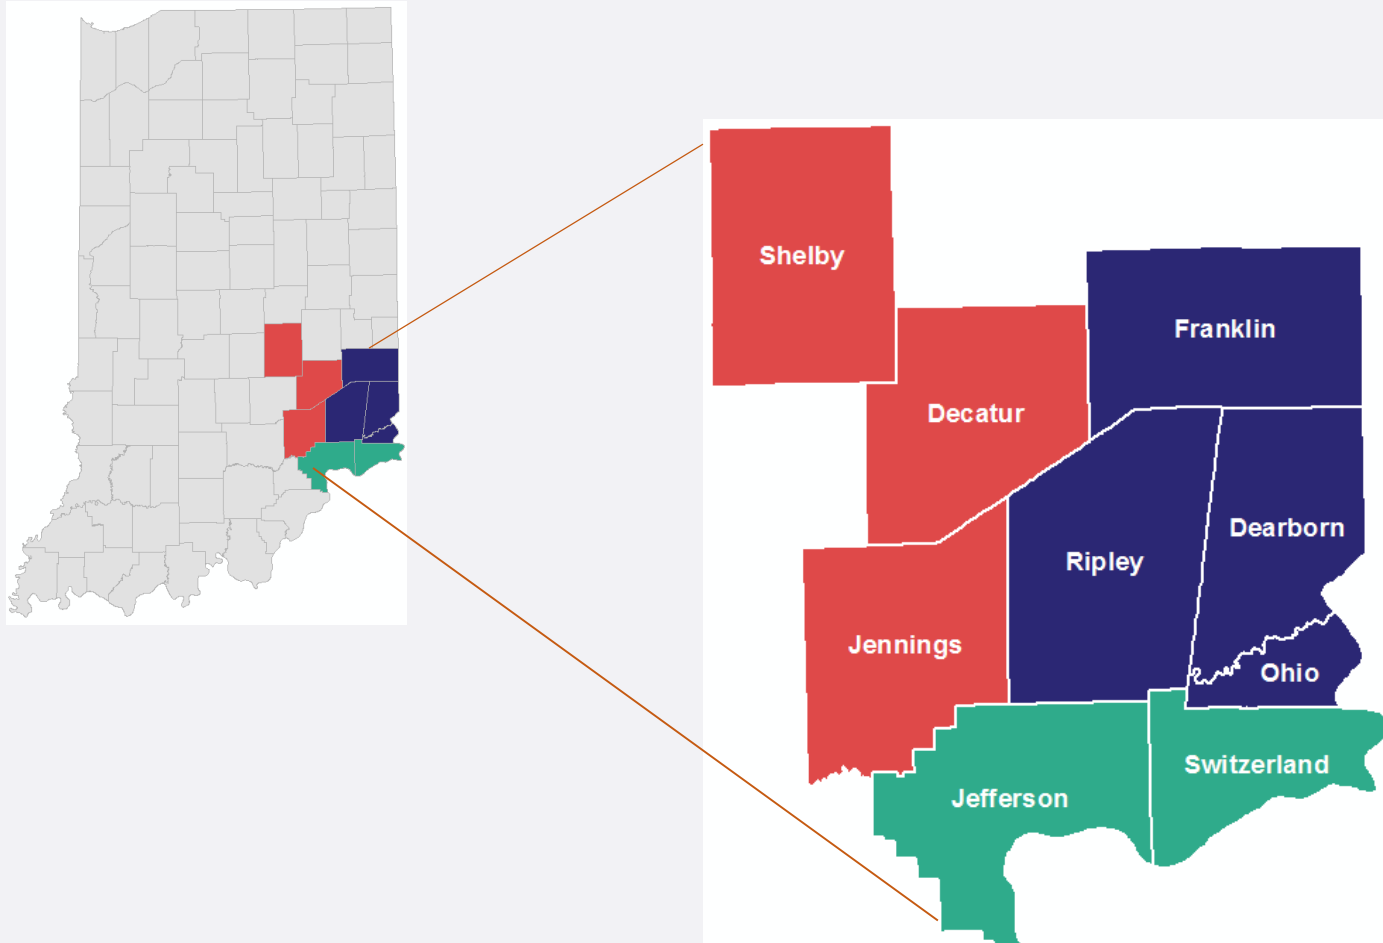 Shelby
Franklin
Decatur
Dearborn
Ripley
Jennings
Ohio
Switzerland
Jefferson